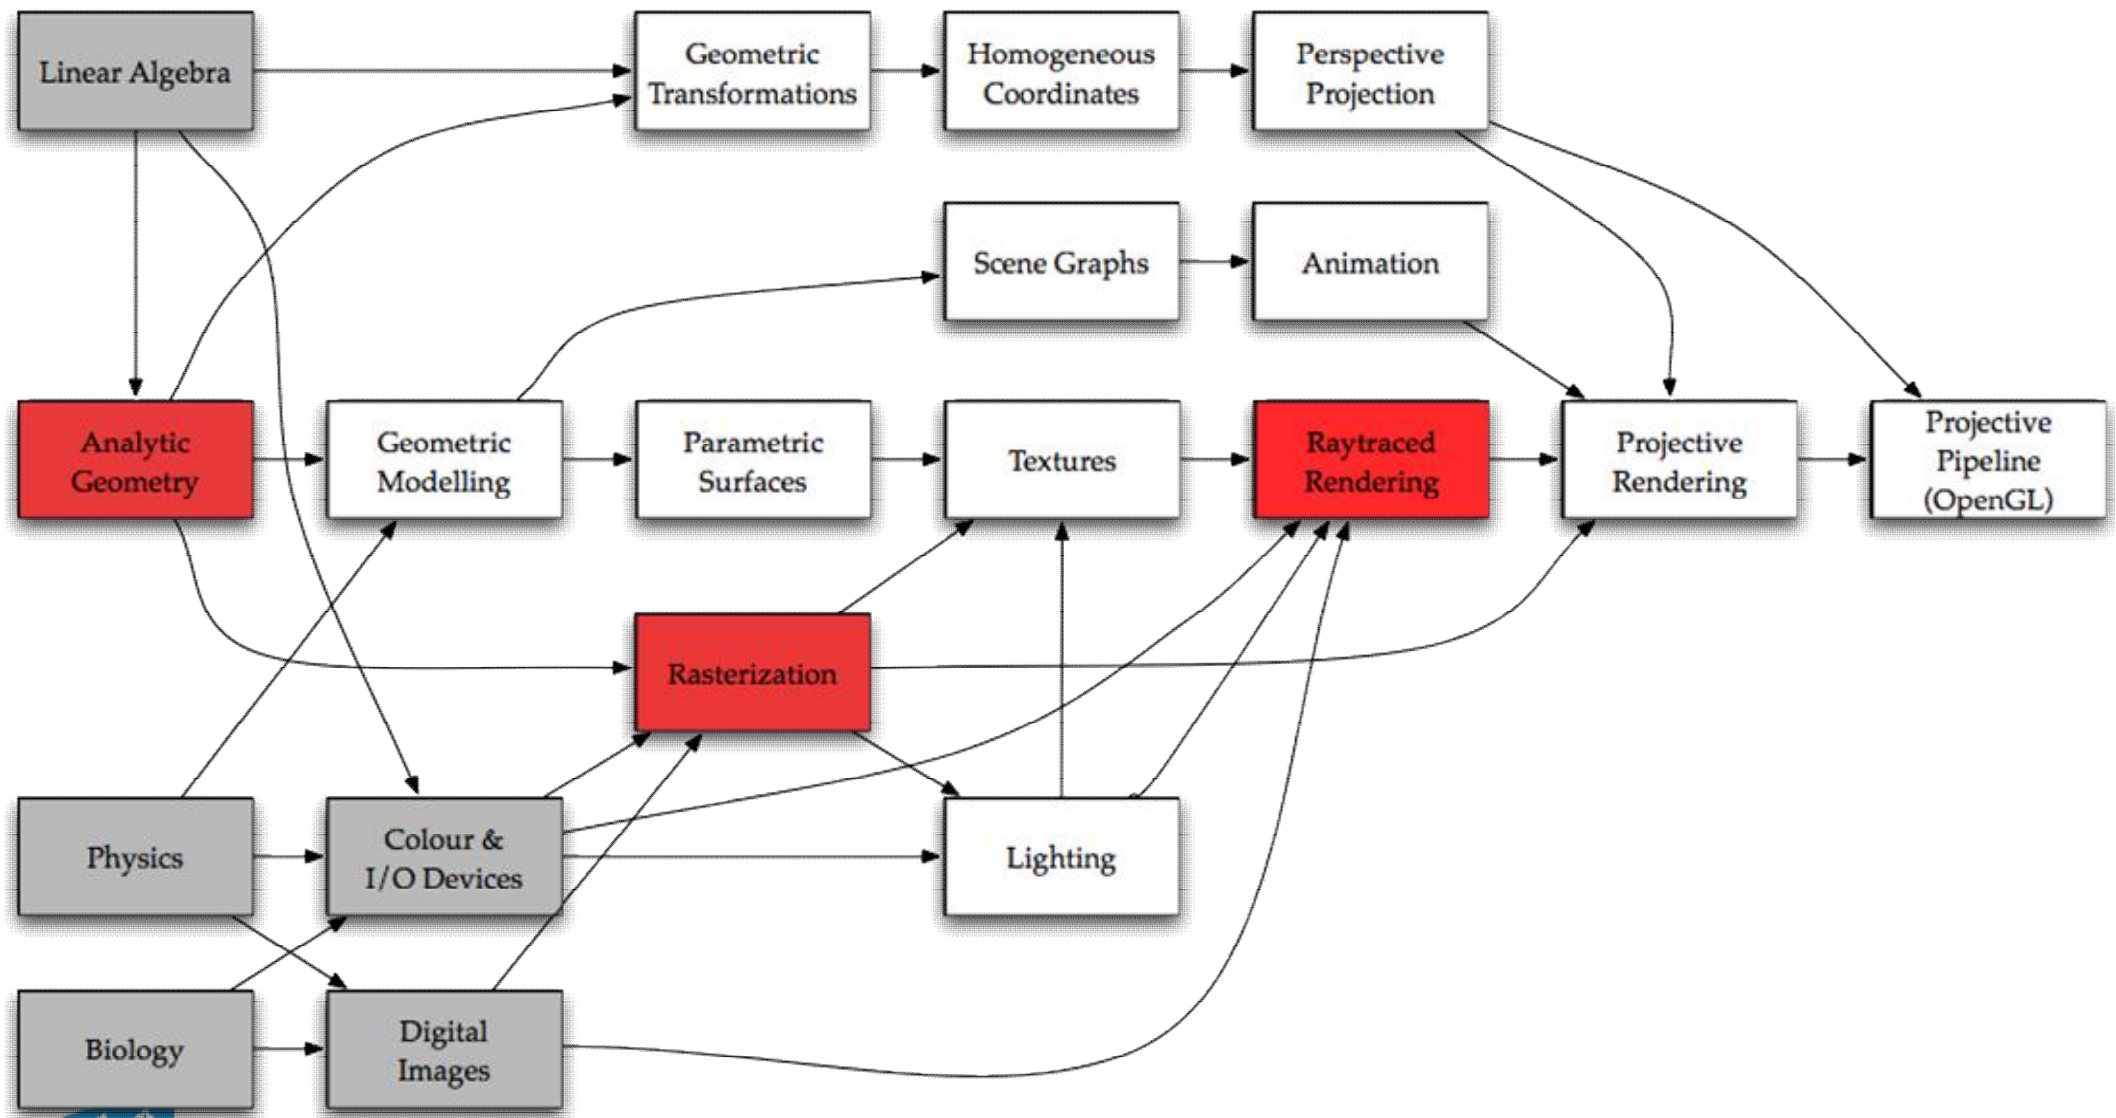 Linear Algebra
Geometric
Transformations
Homogeneous
Coordinates
Perspective
Projection
Scene Graphs
Animation
Analytic
Geometry
Geometric
Modelling
Parametric
Surfaces
Textures
Raytraced
Rendering
Projective
Rendering
Projective
Pipeline
(OpenGL)
Rasterization
Physics
Colour &
I/O Devices
Lighting
Biology
Digital
Images